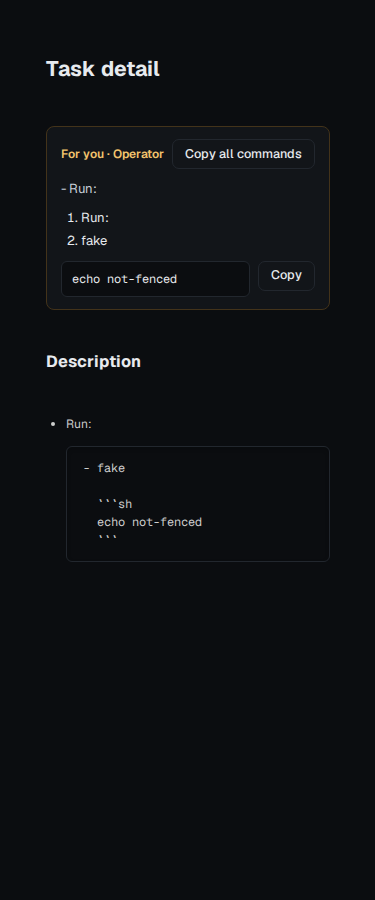 Task detail
For you · Operator
Copy all commands
- Run:
1. Run:
2. fake
echo not-fenced
Copy
Description
• Run:
- fake
```sh
echo not-fenced
```